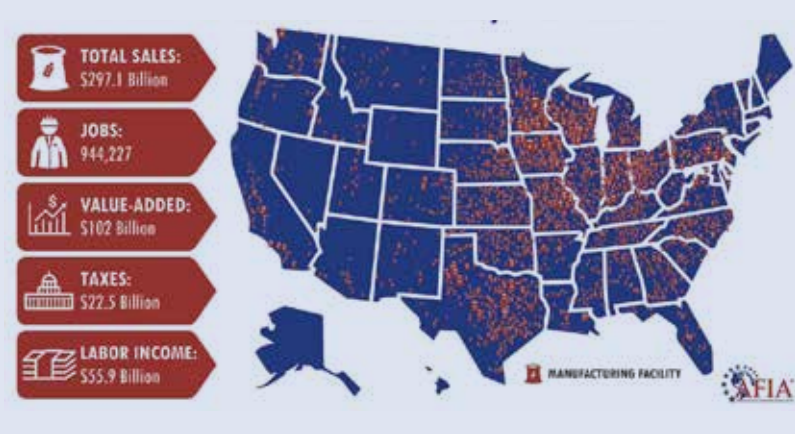 TOTAL SALES:
$297.1 Billion
JOBS:
944,227
VALUE-ADDED:
$102 Billion
TAXES:
$22.5 Billion
LABOR INCOME:
$55.9 Billion
MANUFACTURING FACILITY
AFIA